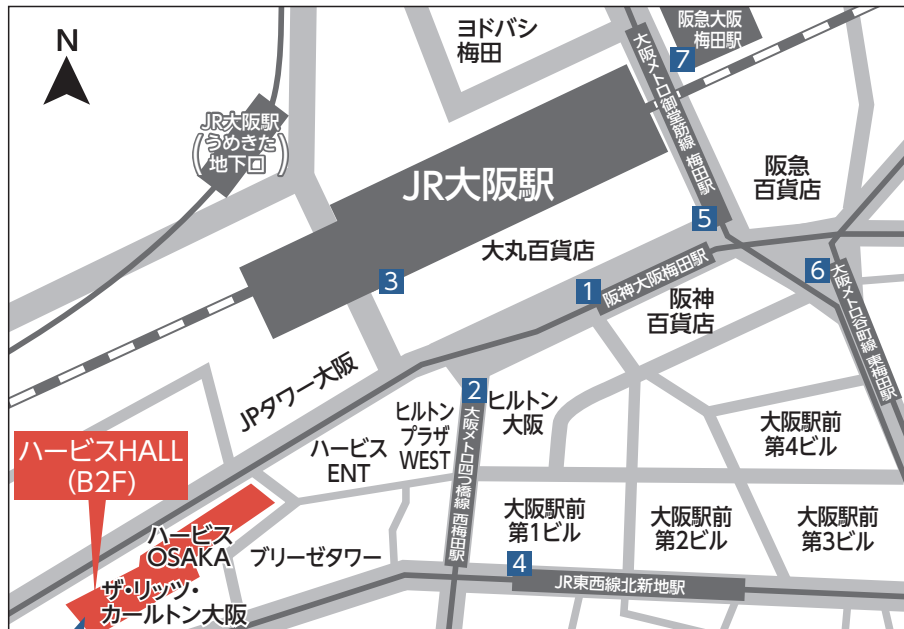 N
ヨドバシ
梅田
阪急大阪
梅田駅
7
大阪メトロ御堂筋線 梅田駅
JR大阪駅
(うめきた
地下口)
JR大阪駅
阪急
百貨店
5
大丸百貨店
3
6
1
阪神大阪梅田駅
阪神
百貨店
大阪メトロ谷町線 東梅田駅
JPタワー大阪
2
ヒルトン
大阪
ヒルトン
プラザ
WEST
大阪メトロ四つ橋線 西梅田駅
大阪駅前
第4ビル
ハービスHALL
(B2F)
ハービス
ENT
大阪駅前
第1ビル
大阪駅前
第2ビル
大阪駅前
第3ビル
ハービス
OSAKA
ブリーゼタワー
4
JR東西線北新地駅
ザ・リッツ・
カールトン大阪